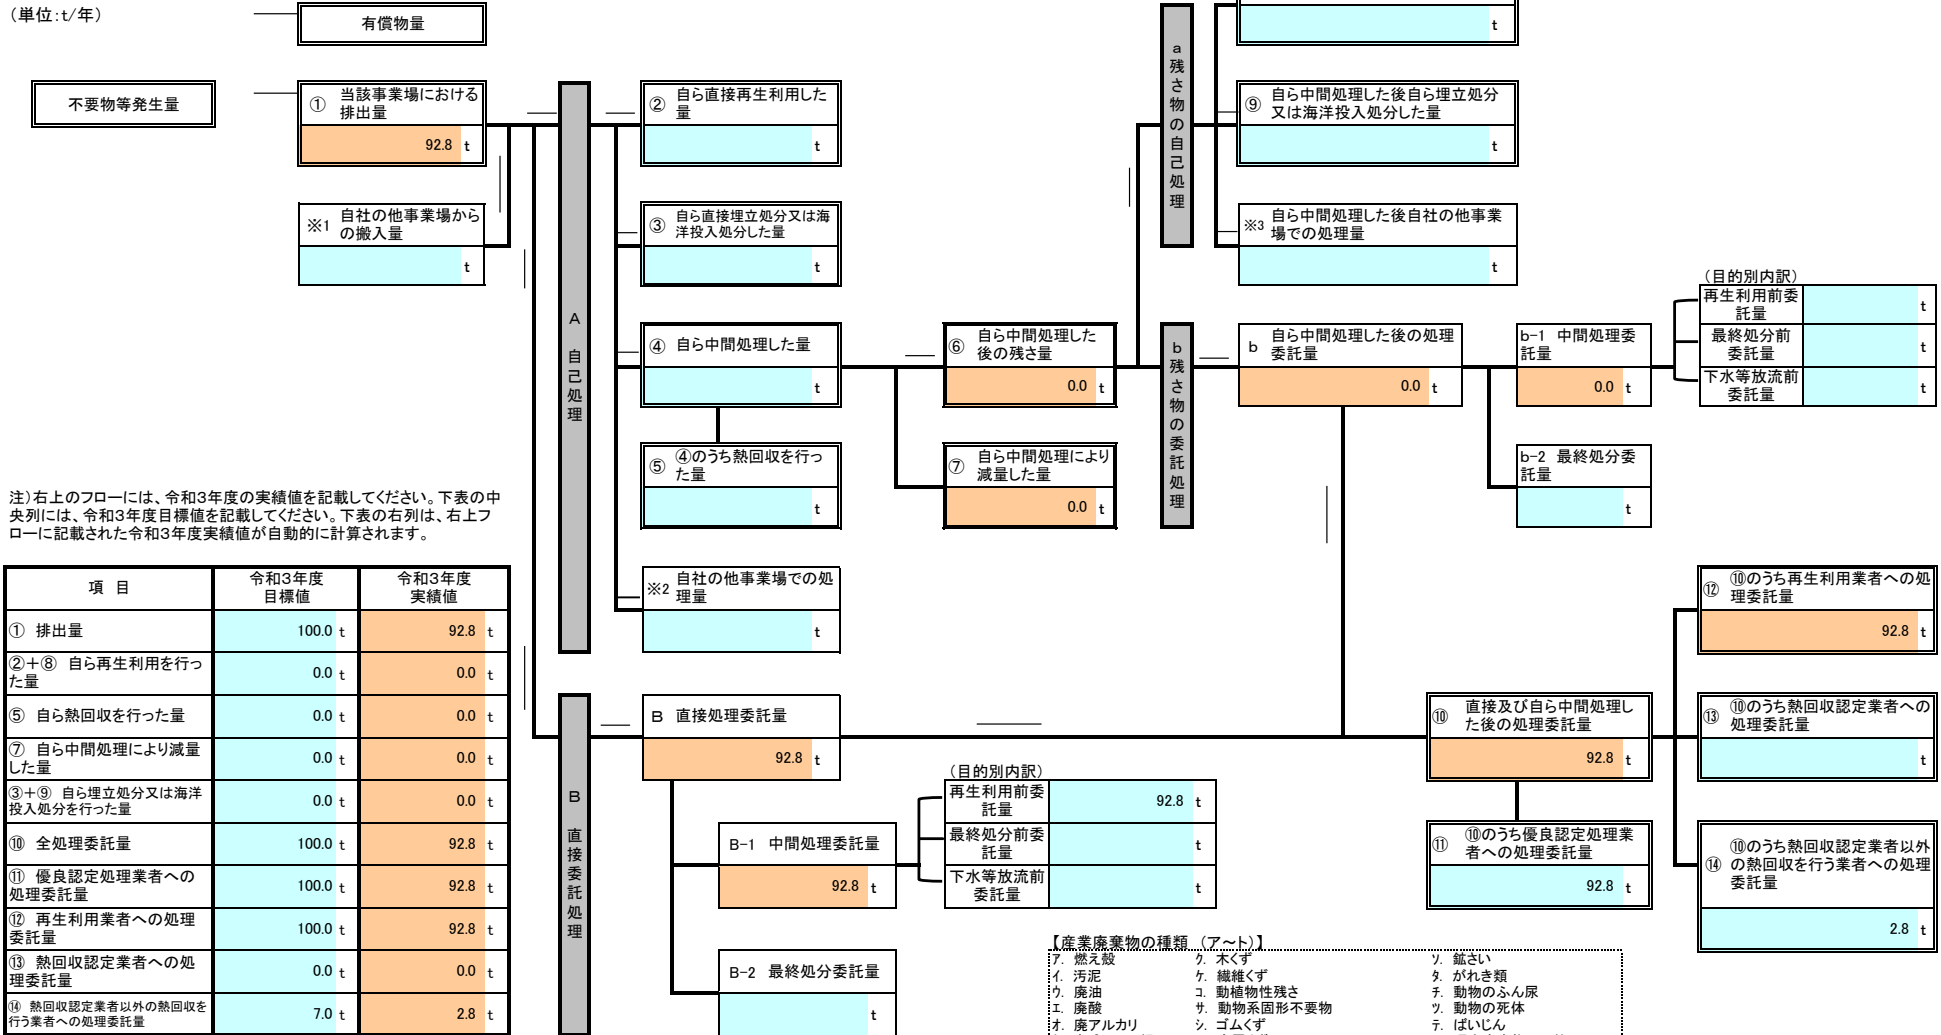 (単位:t/年)
有償物量
t
不要物等発生量
① 当該事業場における
排出量
92.8 t
※1 自社の他事業場から
の搬入量
t
A 自己処理
② 自ら直接再生利用した
量
t
③ 自ら直接埋立処分又は海
洋投入処分した量
t
④ 自ら中間処理した量
t
⑤ ④のうち熱回収を行っ
た量
t
※2 自社の他事業場での処
理量
t
⑥ 自ら中間処理した
後の残さ量
0.0 t
⑦ 自ら中間処理により
減量した量
0.0 t
a 残さ物の自己処理
⑨ 自ら中間処理した後自ら埋立処分
又は海洋投入処分した量
t
※3 自ら中間処理した後自社の他事業
場での処理量
t
b 残さ物の委託処理
b 自ら中間処理した後の処理
委託量
0.0 t
b-1 中間処理委
託量
0.0 t
b-2 最終処分委
託量
t
(目的別内訳)
再生利用前委
託量
t
最終処分前
委託量
t
下水等放流前
委託量
t
注)右上のフローには、令和3年度の実績値を記載してください。下表の中
央列には、令和3年度目標値を記載してください。下表の右列は、右上フ
ローに記載された令和3年度実績値が自動的に計算されます。
項 目 令和3年度 令和3年度
目標値 実績値
① 排出量 100.0 t 92.8 t
②+⑧ 自ら再生利用を行っ
た量 0.0 t 0.0 t
⑤ 自ら熱回収を行った量 0.0 t 0.0 t
⑦ 自ら中間処理により減量
した量 0.0 t 0.0 t
③+⑨ 自ら埋立処分又は海洋
投入処分を行った量 0.0 t 0.0 t
⑩ 全処理委託量 100.0 t 92.8 t
⑪ 優良認定処理業者への
処理委託量 100.0 t 92.8 t
⑫ 再生利用業者への処理
委託量 100.0 t 92.8 t
⑬ 熱回収認定業者への処
理委託量 0.0 t 0.0 t
⑭ 熱回収認定業者以外の熱回収を
行う業者への処理委託量 7.0 t 2.8 t
B 直接委託処理
B 直接処理委託量
92.8 t
B-1 中間処理委託量
92.8 t
B-2 最終処分委託量
t
(目的別内訳)
再生利用前委
託量
92.8 t
最終処分前委
託量
t
下水等放流前
委託量
t
⑩ 直接及び自ら中間処理し
た後の処理委託量
92.8 t
⑪ ⑩のうち優良認定処理業
者への処理委託量
92.8 t
⑫ ⑩のうち再生利用業者への処
理委託量
92.8 t
⑬ ⑩のうち熱回収認定業者への
処理委託量
t
⑭ ⑩のうち熱回収認定業者以外
の熱回収を行う業者への処理
委託量
2.8 t
【産業廃棄物の種類 (ア~ト)】
ア. 燃え殻 ク. 木くず ソ. 鉱さい
イ. 汚泥 ケ. 繊維くず タ. がれき類
ウ. 廃油 コ. 動植物性残さ チ. 動物のふん尿
エ. 廃酸 サ. 動物系固形不要物 ツ. 動物の死体
オ. 廃アルカリ シ. ゴムくず テ. ばいじん